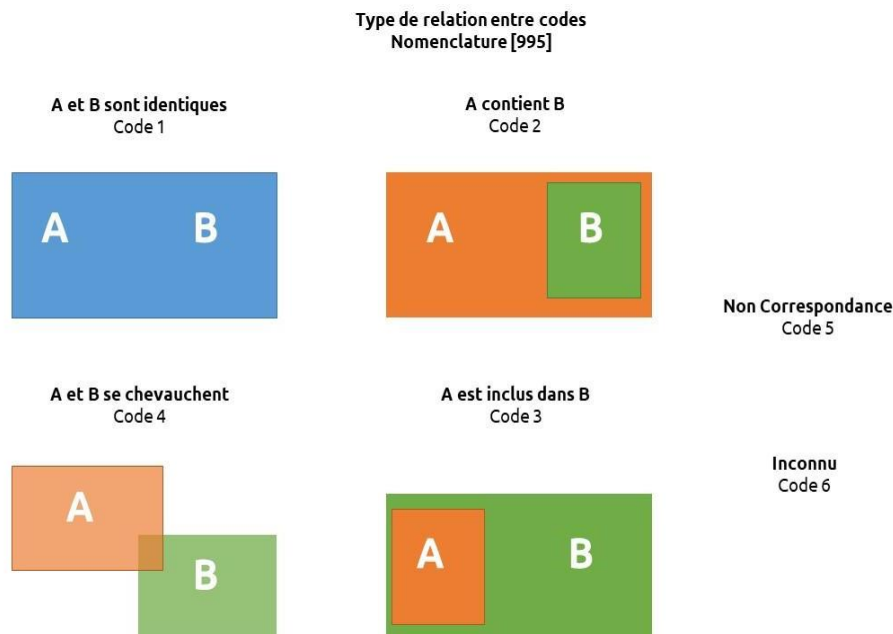 Type de relation entre codes
Nomenclature [995]
A et B sont identiques
Code 1
A contient B
Code 2
A B
A B
Non Correspondance
Code 5
A et B se chevauchent
Code 4
A est inclus dans B
Code 3
Inconnu
Code 6
A
B
A B